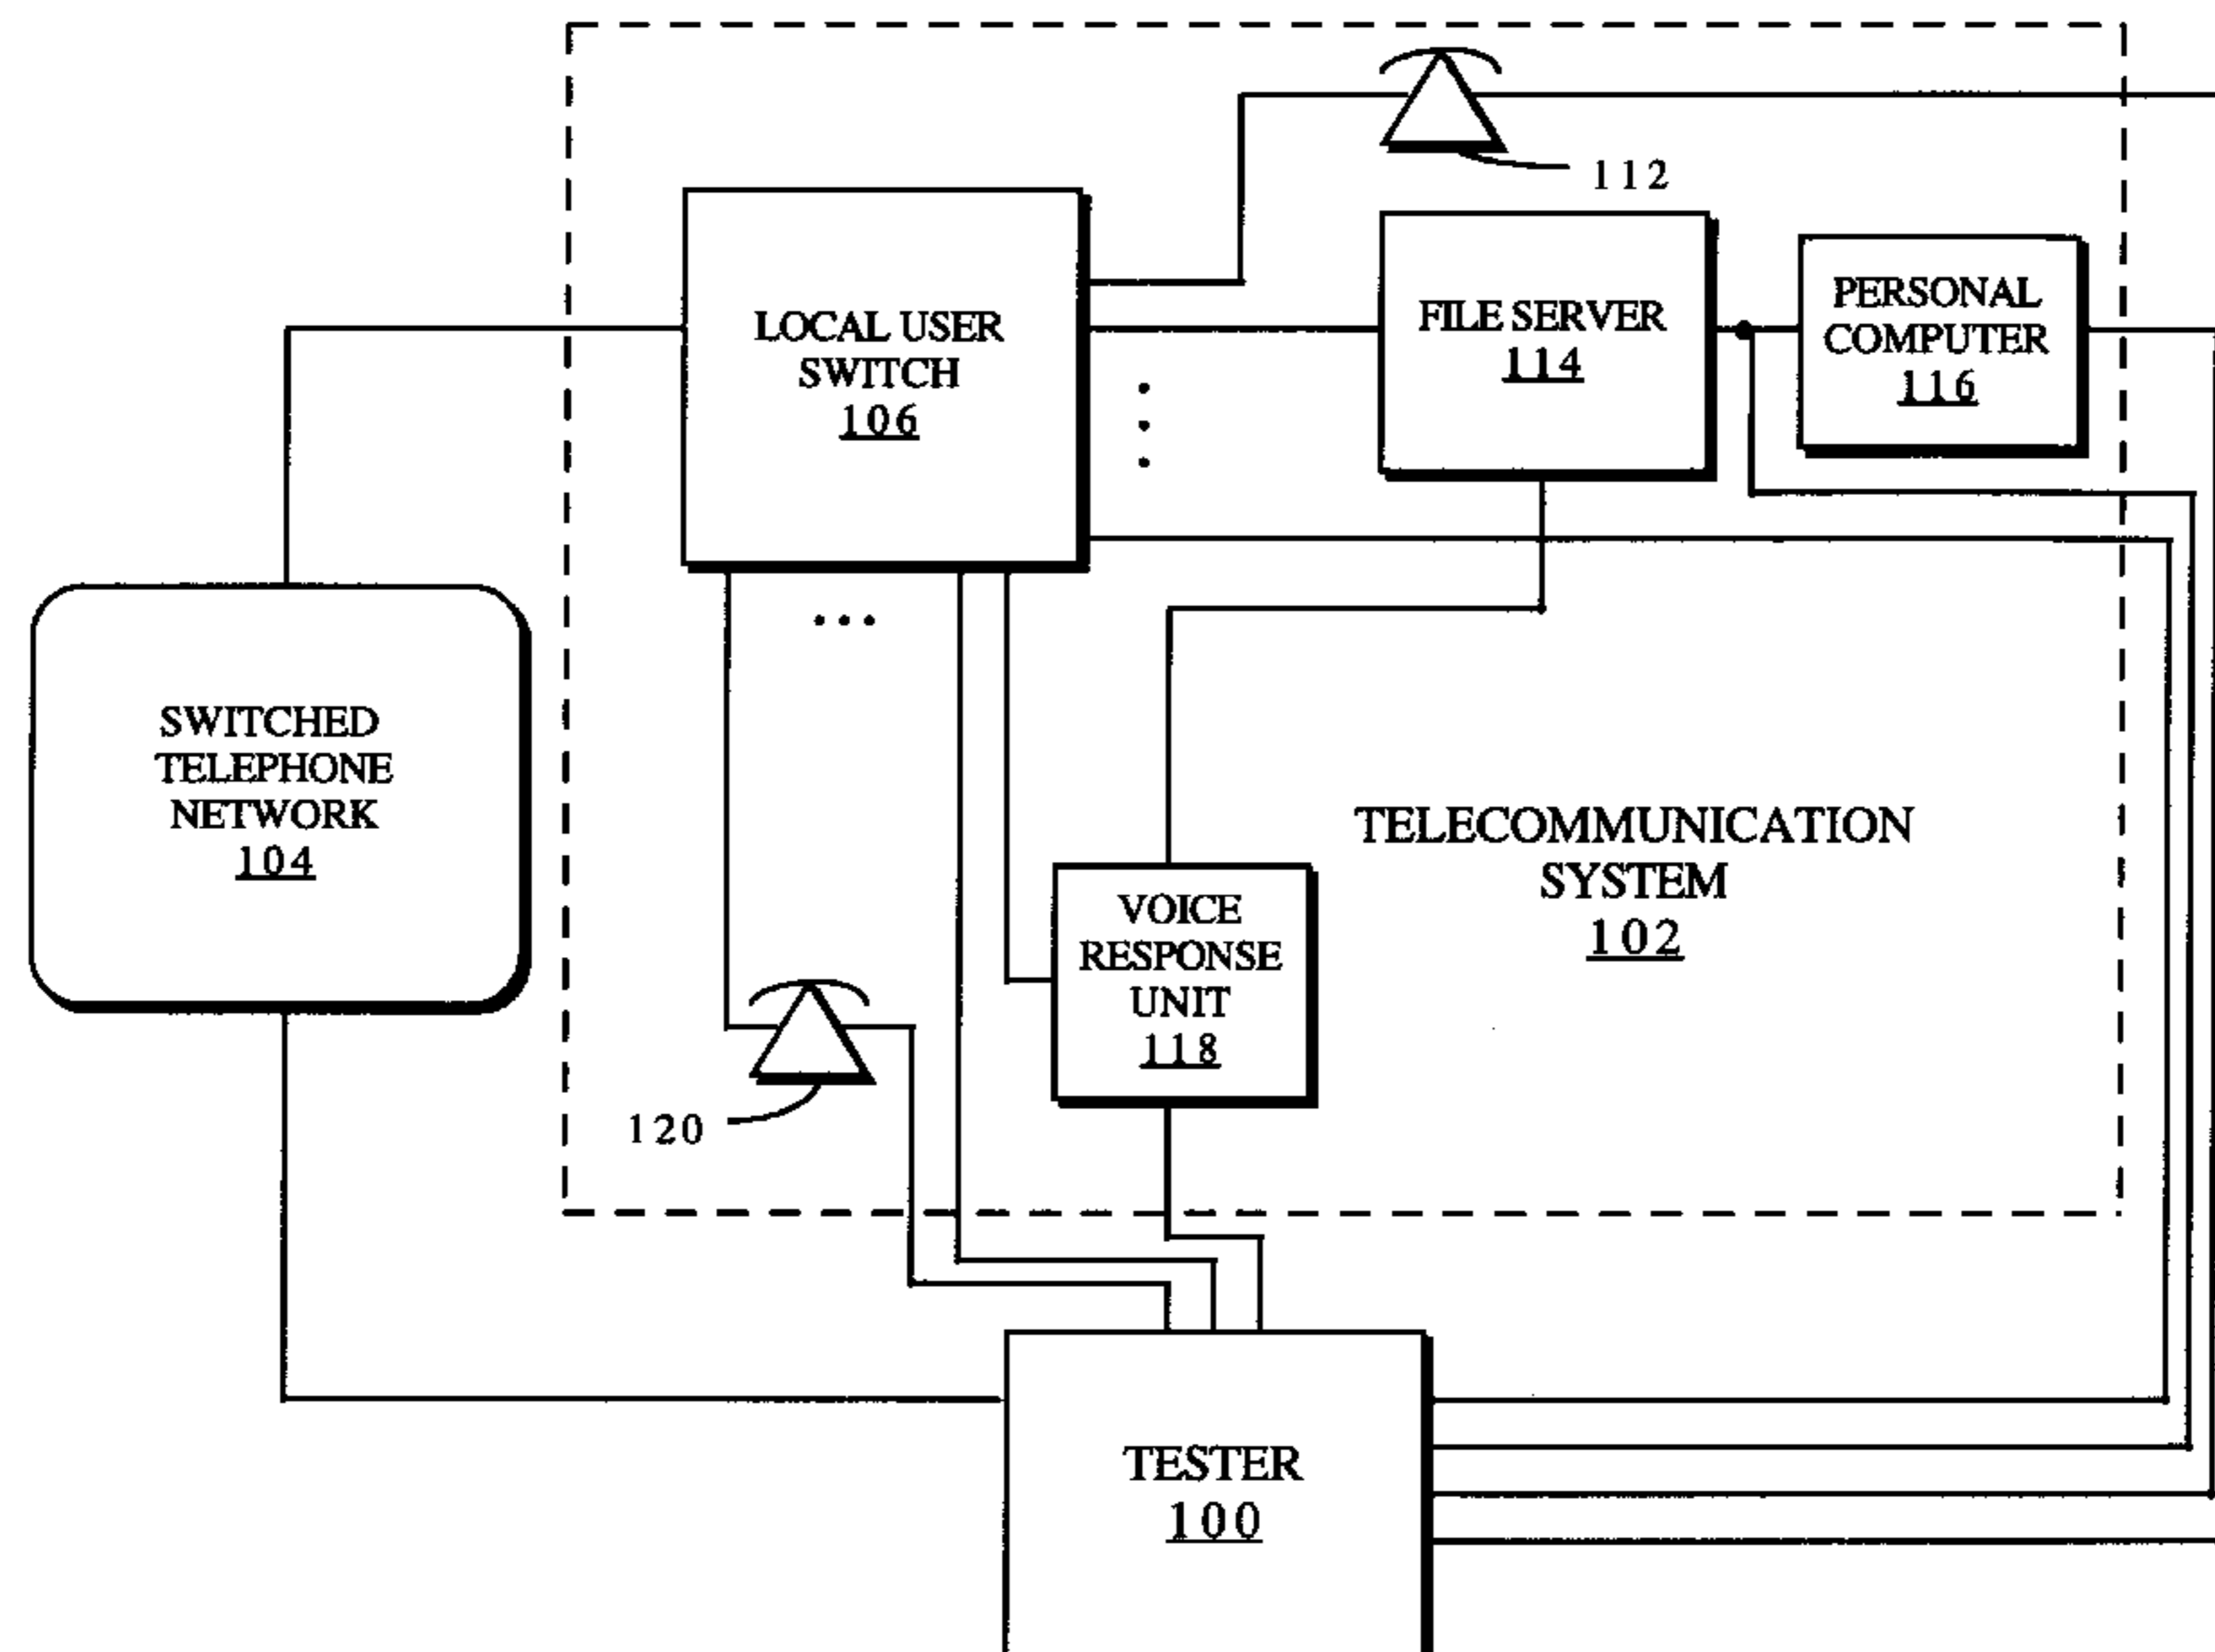 112
LOCAL USER
SWITCH
106
FILE SERVER
114
PERSONAL
COMPUTER
116
SWITCHED
TELEPHONE
NETWORK
104
TELECOMMUNICATION
SYSTEM
102
VOICE
RESPONSE
UNIT
118
120
TESTER
100